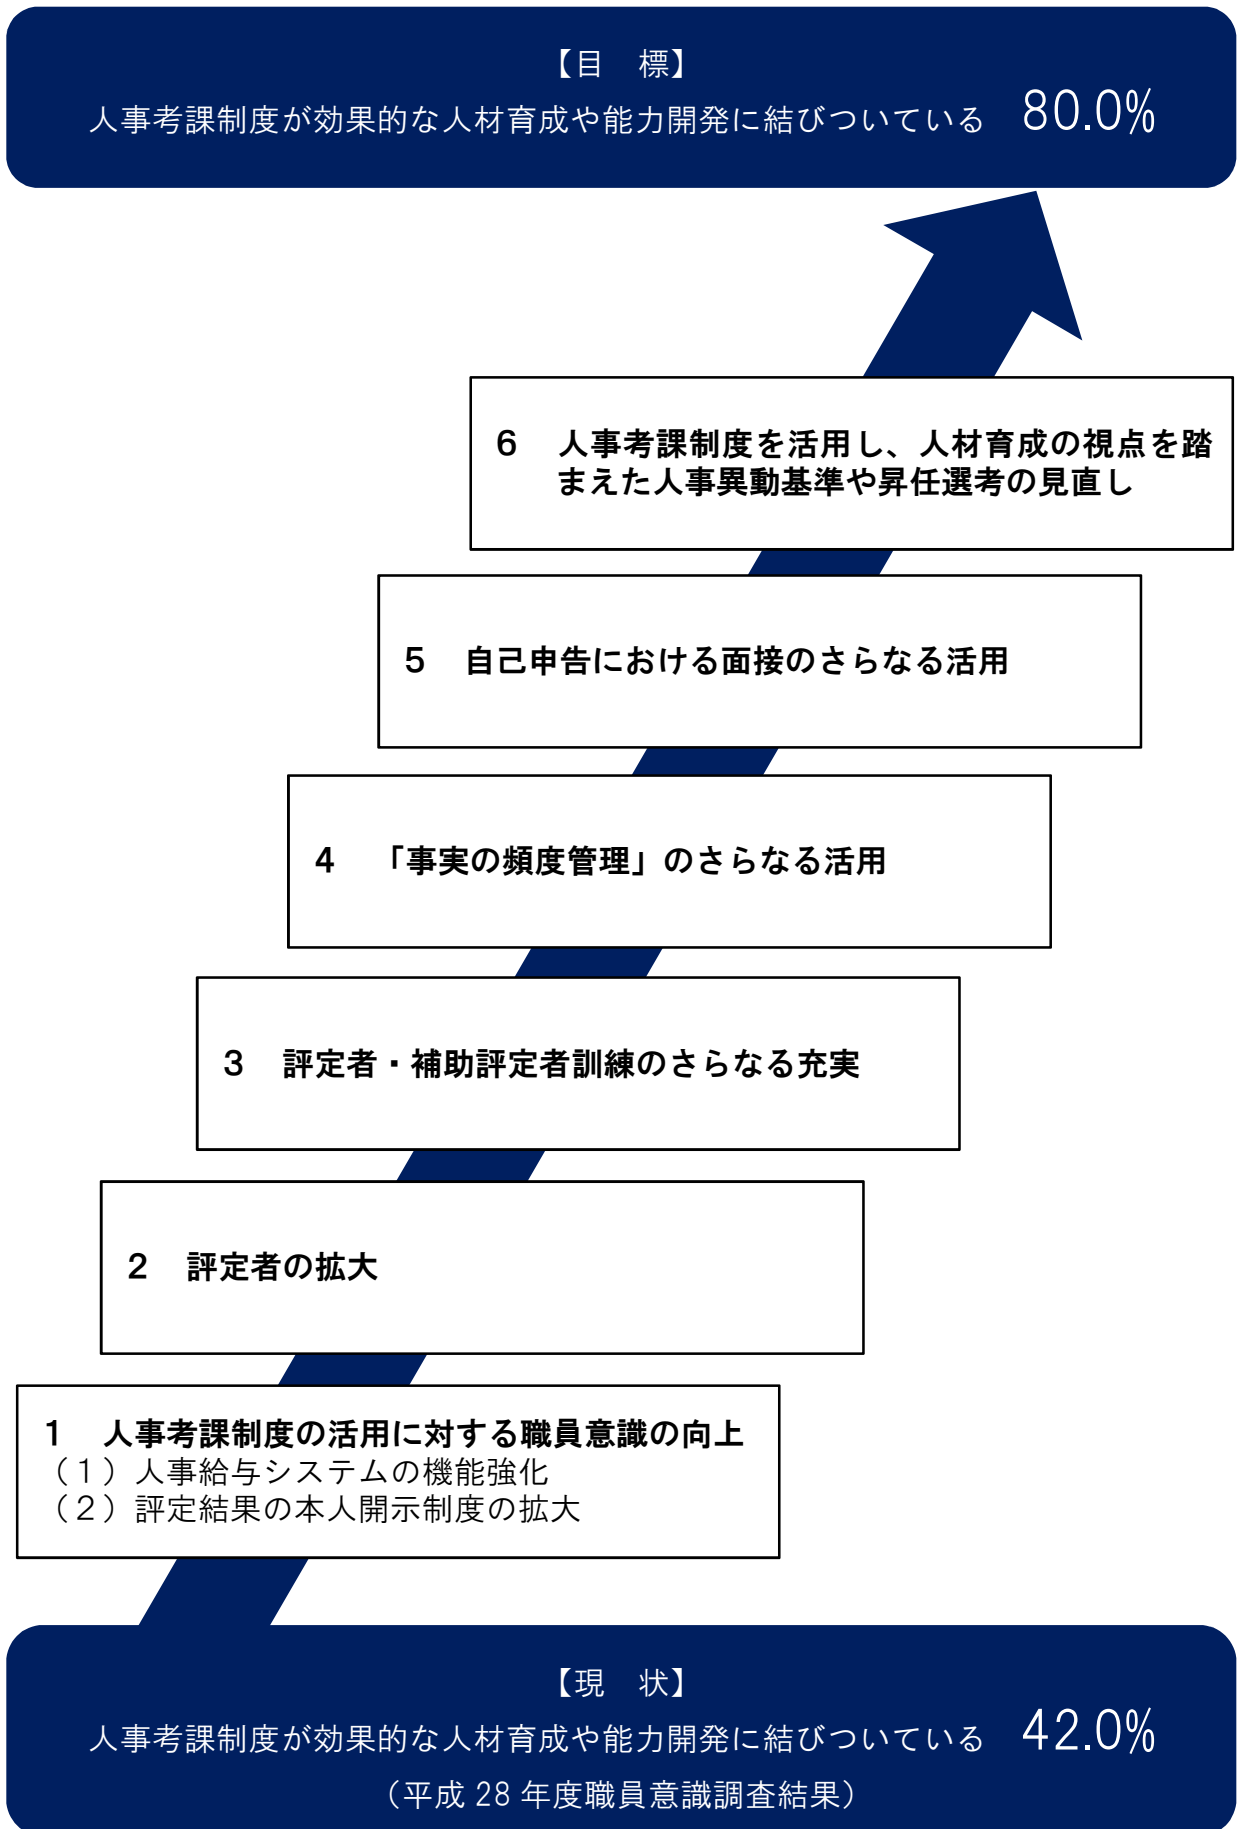 【目　標】
人事考課制度が効果的な人材育成や能力開発に結びついている　80.0%
６　人事考課制度を活用し、人材育成の視点を踏
まえた人事異動基準や昇任選考の見直し
５　自己申告における面接のさらなる活用
４　「事実の頻度管理」のさらなる活用
３　評定者・補助評定者訓練のさらなる充実
２　評定者の拡大
１　人事考課制度の活用に対する職員意識の向上
（１）人事給与システムの機能強化
（２）評定結果の本人開示制度の拡大
【現　状】
人事考課制度が効果的な人材育成や能力開発に結びついている　42.0%
（平成 28 年度職員意識調査結果）